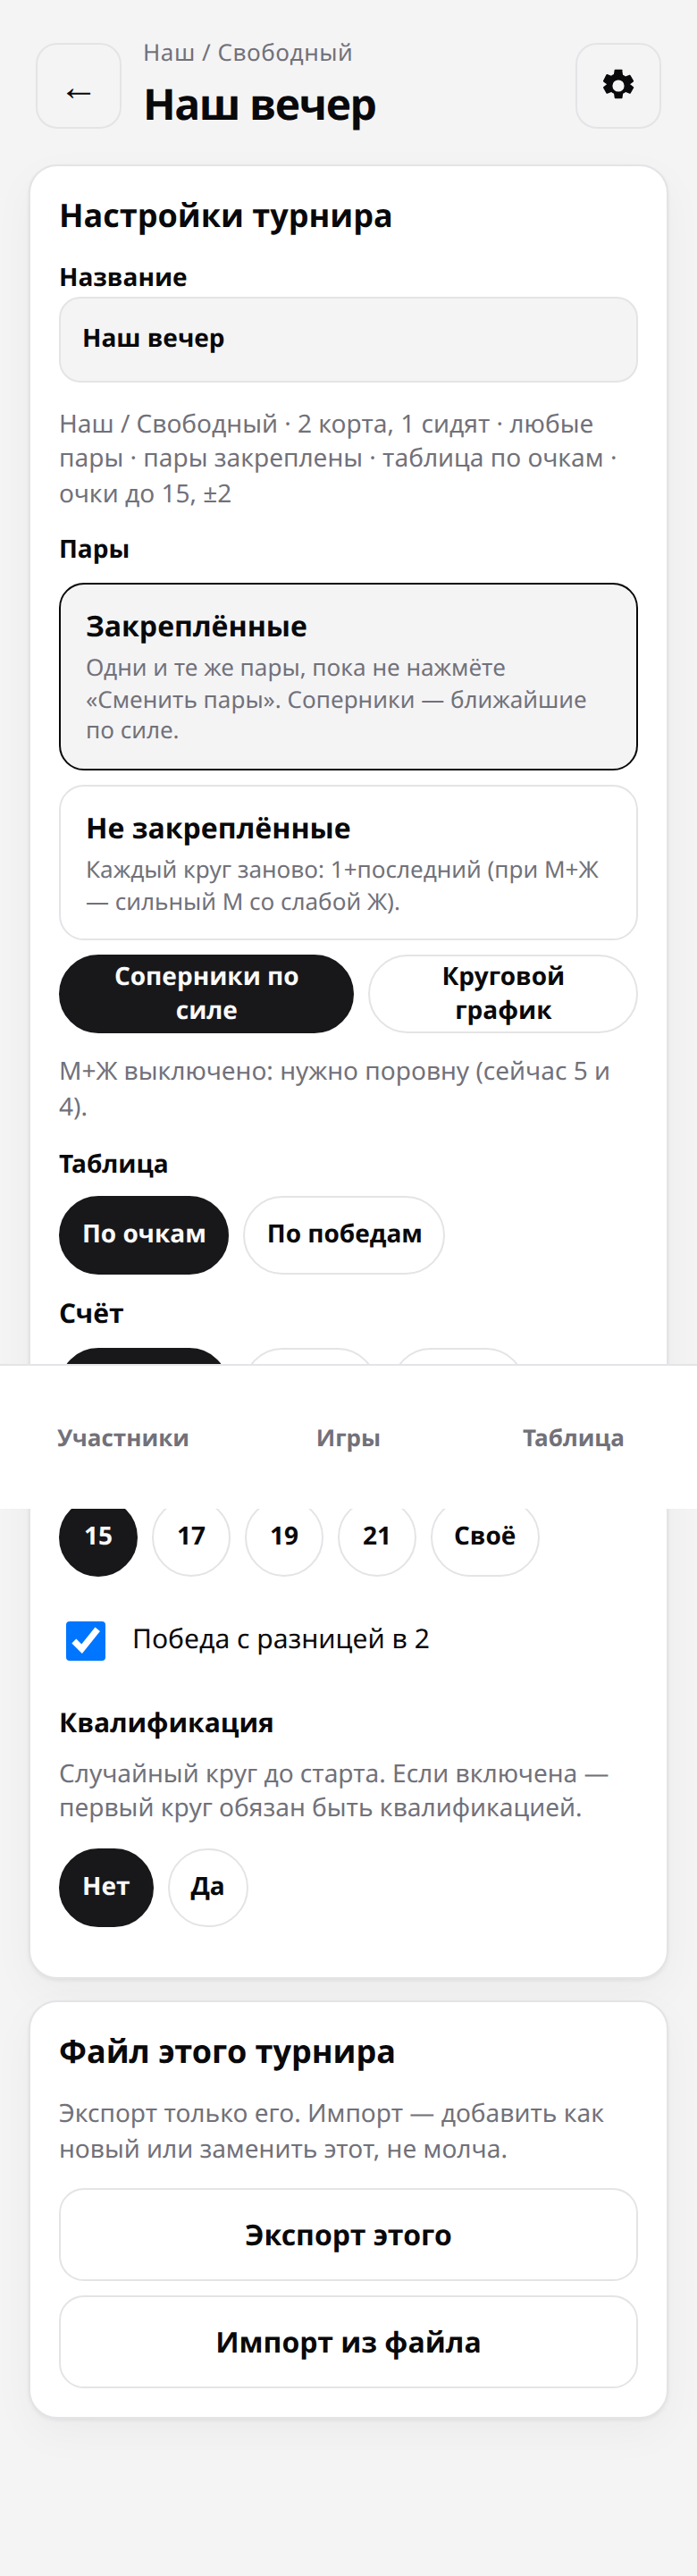 ←
Наш / Свободный
Наш вечер
Настройки турнира
Название
Наш вечер
Наш / Свободный · 2 корта, 1 сидят · любые
пары · пары закреплены · таблица по очкам ·
очки до 15, ±2
Пары
Закреплённые
Одни и те же пары, пока не нажмёте
«Сменить пары». Соперники — ближайшие
по силе.
Не закреплённые
Каждый круг заново: 1+последний (при М+Ж
— сильный М со слабой Ж).
Соперники по
силе
Круговой
график
М+Ж выключено: нужно поровну (сейчас 5 и
4).
Таблица
По очкам
По победам
Счёт
Участники
Игры
Таблица
15
17
19
21
Своё
Победа с разницей в 2
Квалификация
Случайный круг до старта. Если включена —
первый круг обязан быть квалификацией.
Нет
Да
Файл этого турнира
Экспорт только его. Импорт — добавить как
новый или заменить этот, не молча.
Экспорт этого
Импорт из файла